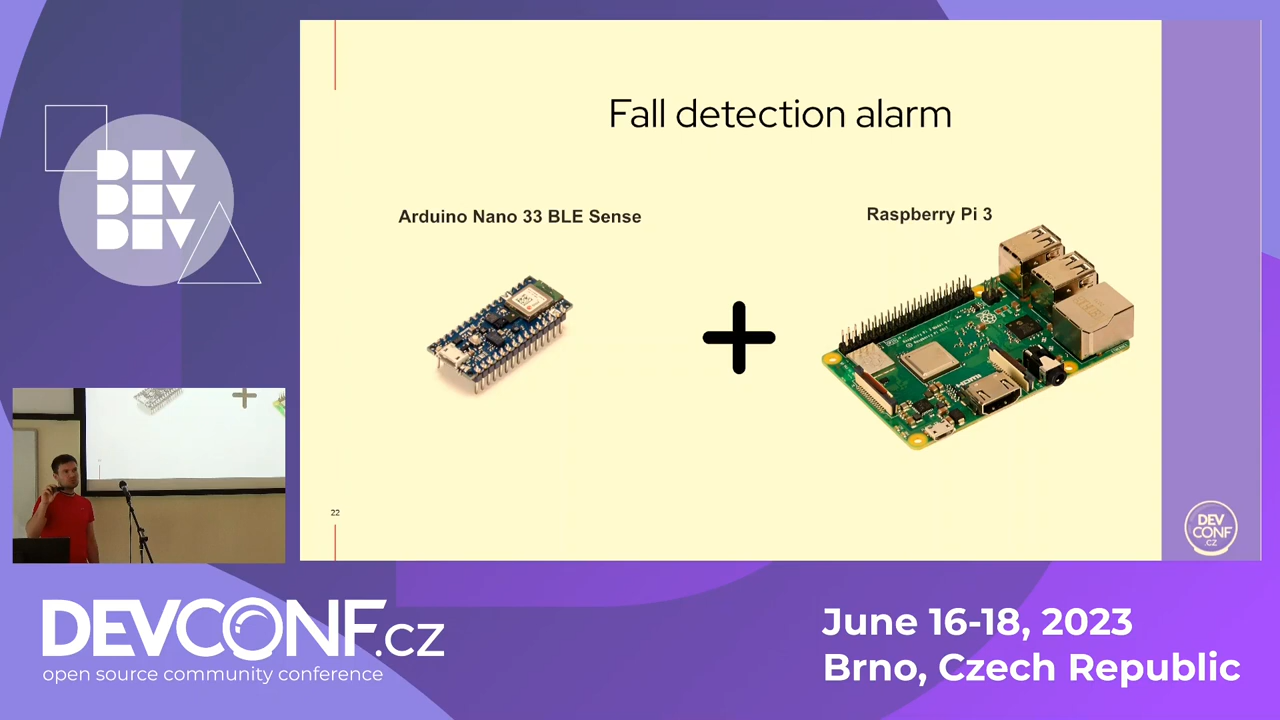 DEV
DEV
DEV
Fall detection alarm
Arduino Nano 33 BLE Sense
Raspberry Pi 3
22
DEV
CONF
.CZ
DEVCONF.cz
open source community conference
June 16-18, 2023
Brno, Czech Republic